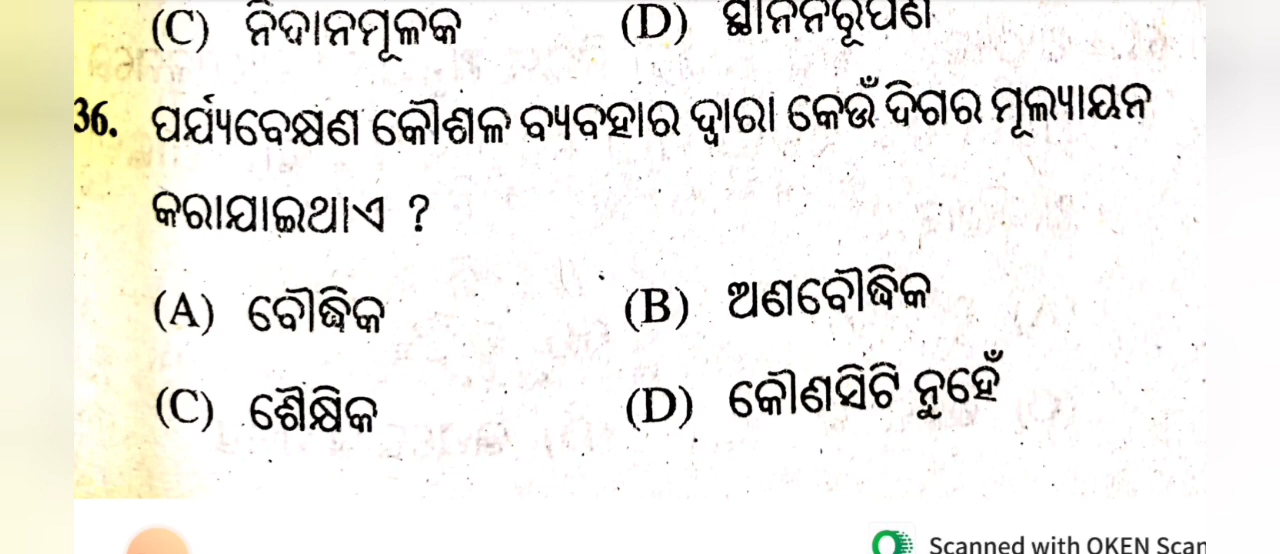 (C) ନିଦାନମୂଳକ (D) ସ୍ଥାନନିରୂପଣ
36. ପର୍ଯ୍ୟବେକ୍ଷଣ କୌଶଳ ବ୍ୟବହାର ଦ୍ୱାରା କେଉଁ ଦିଗର ମୂଲ୍ୟାୟନ
କରାଯାଇଥାଏ ?
(A) ବୌଦ୍ଧିକ (B) ଅଣବୌଦ୍ଧିକ
(C) ଶୈକ୍ଷିକ (D) କୌଣସିଟି ନୁହେଁ
Scanned with OKEN Scan